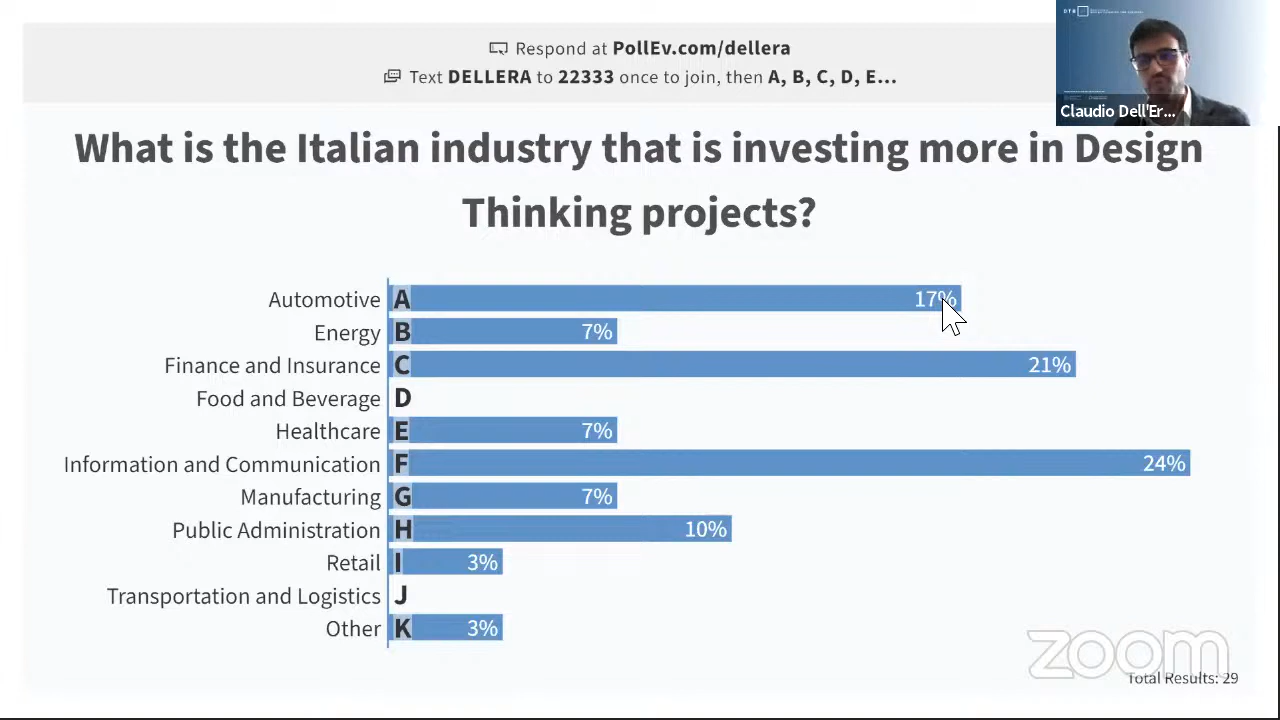 Respond at PollEv.com/dellera
Text DELLERA to 22333 once to join, then A, B, C, D, E...
Claudio Dell'Er...
What is the Italian industry that is investing more in Design
Thinking projects?
Automotive A 17%
Energy B 7%
Finance and Insurance C 21%
Food and Beverage D
Healthcare E 7%
Information and Communication F 24%
Manufacturing G 7%
Public Administration H 10%
Retail I 3%
Transportation and Logistics J
Other K 3%
zoom
Total Results: 29